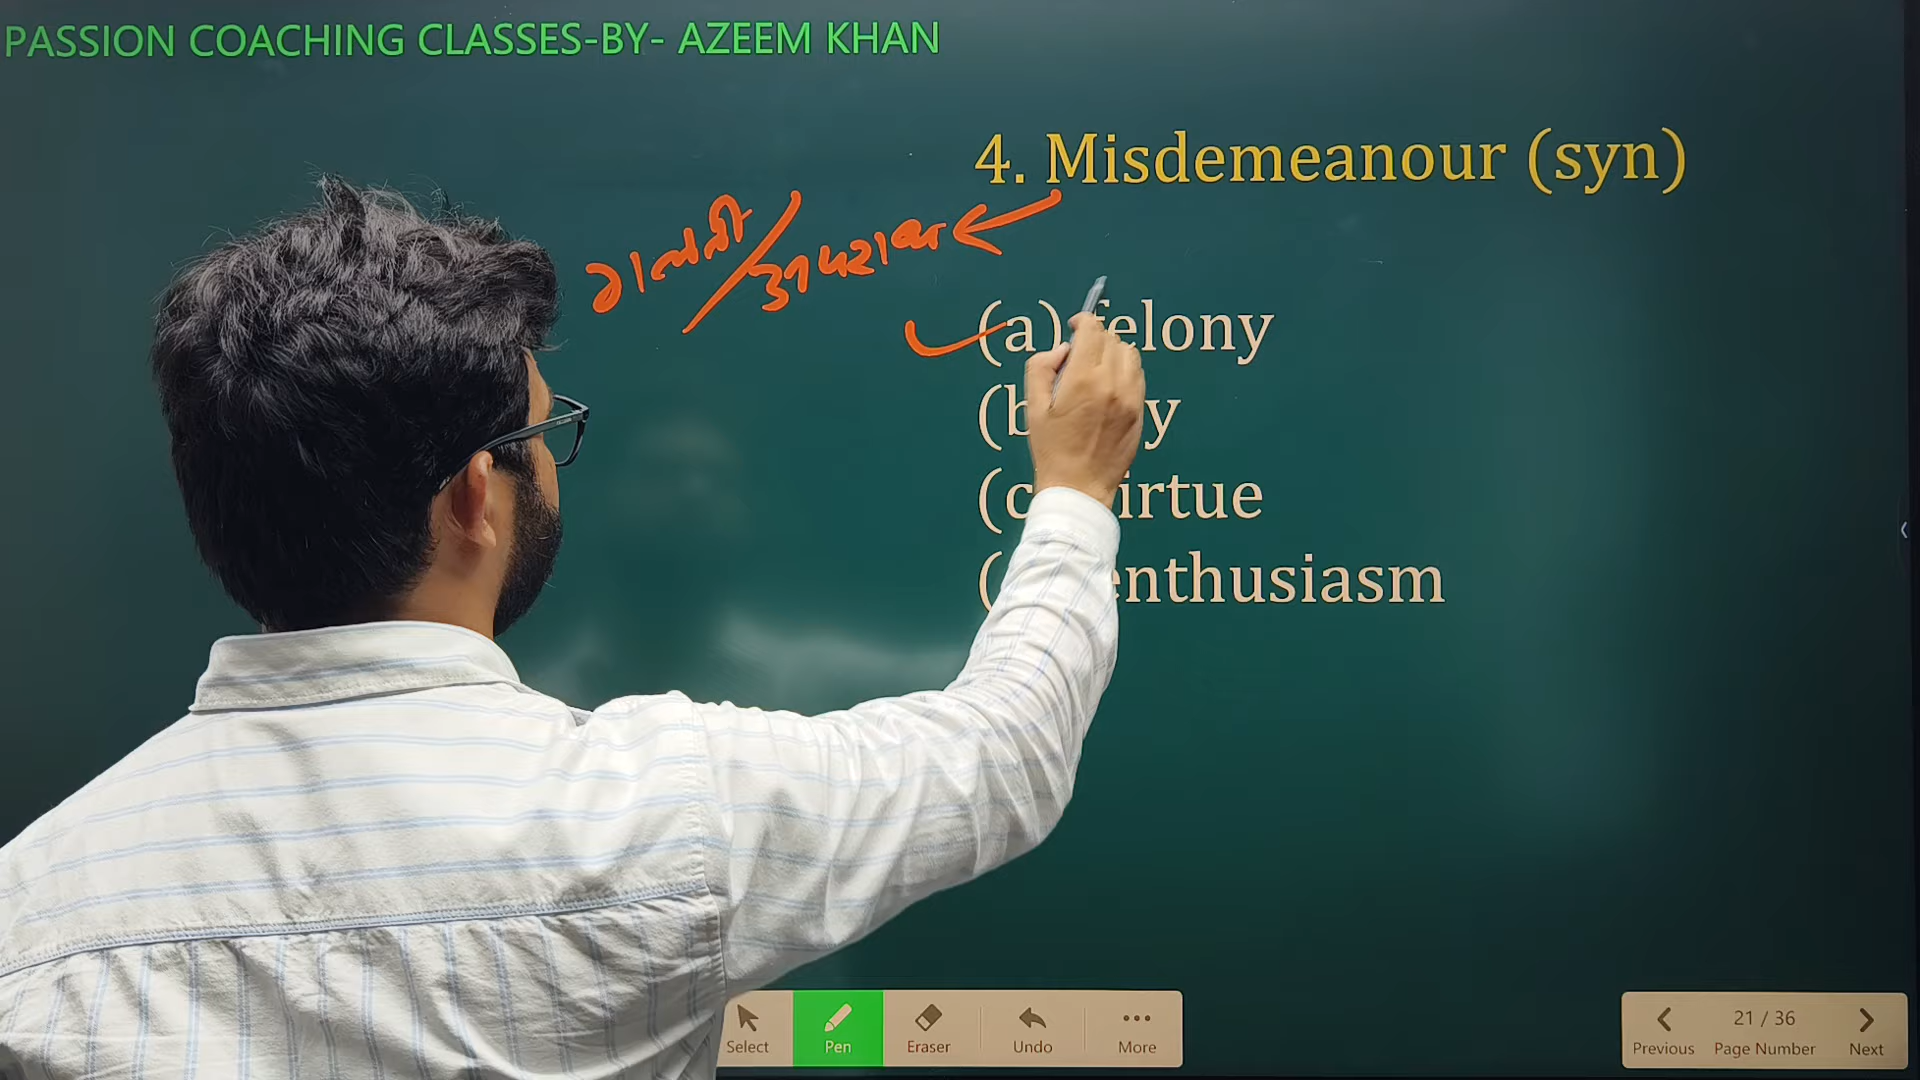 PASSION COACHING CLASSES-BY- AZEEM KHAN
4. Misdemeanour (syn)
गलती/अपराध
(a) felony
(b
y
(c irtue
( enthusiasm
Select Pen Eraser Undo More
21 / 36
Previous Page Number Next